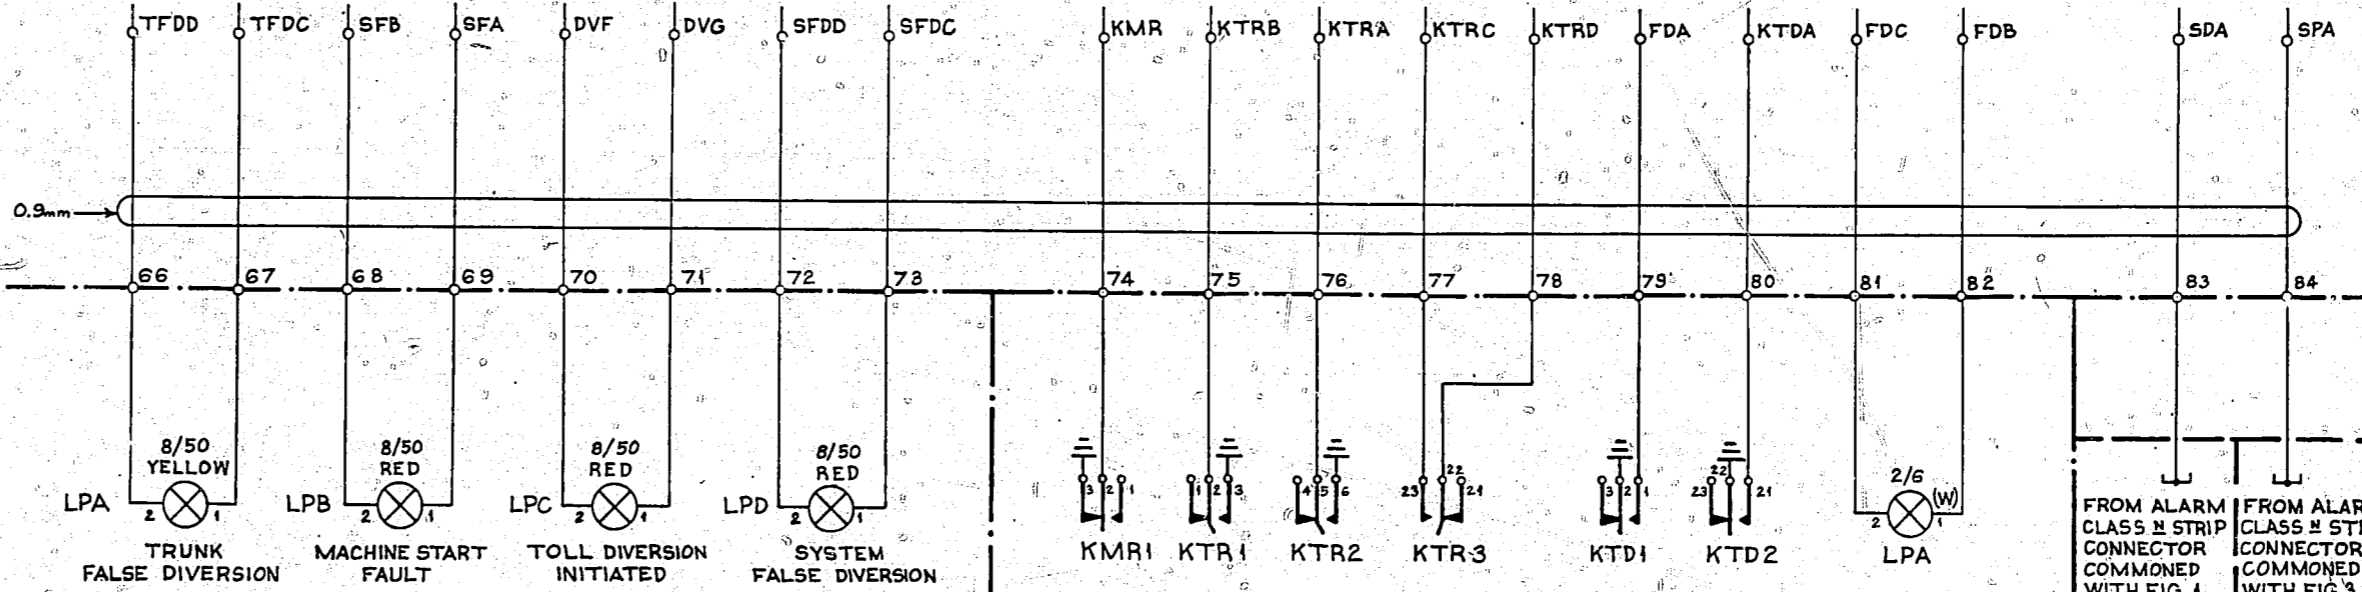 TFDD TFDC SFB SFA DVF DVG SFDD SFDC KMR KTRB KTRA KTRC KTRD FDA KTDA FDC FDB SDA SPA
0.9mm
66 67 68 69 70 71 72 73 74 75 76 77 78 79 80 81 82 83 84
8/50
YELLOW
LPA
2 1
TRUNK
FALSE DIVERSION
8/50
RED
LPB
2 1
MACHINE START
FAULT
8/50
RED
LPC
2 1
TOLL DIVERSION
INITIATED
8/50
RED
LPD
2 1
SYSTEM
FALSE DIVERSION
3 2 1
KMR1
1 2 3
KTR1
4 5 6
KTR2
23 22 21
KTR3
3 2 1
KTD1
23 22 21
KTD2
2/6
(W)
2 1
LPA
FROM ALARM
CLASS N STRIP
CONNECTOR
COMMONED
WITH FIG
FROM ALAR
CLASS N ST
CONNECTOR
COMMONED
WITH FIG 3